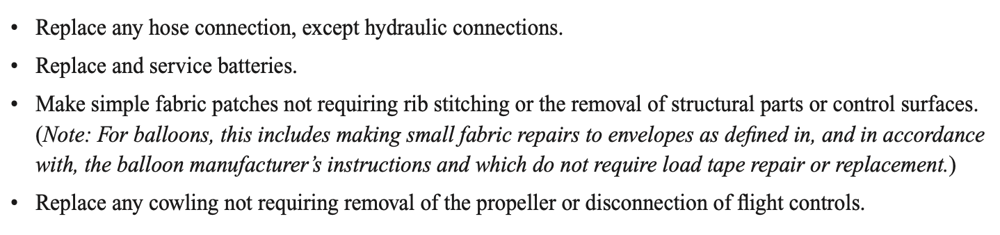 • Replace any hose connection, except hydraulic connections.
• Replace and service batteries.
• Make simple fabric patches not requiring rib stitching or the removal of structural parts or control surfaces.
(Note: For balloons, this includes making small fabric repairs to envelopes as defined in, and in accordance
with, the balloon manufacturer’s instructions and which do not require load tape repair or replacement.)
• Replace any cowling not requiring removal of the propeller or disconnection of flight controls.